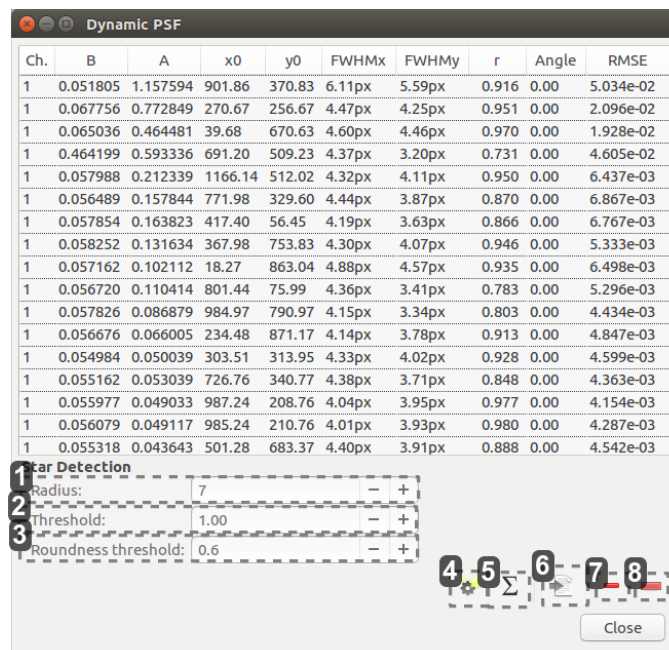 Dynamic PSF
Ch. B A x0 y0 FWHMx FWHMy r Angle RMSE
1 0.051805 1.157594 901.86 370.83 6.11px 5.59px 0.916 0.00 5.034e-02
1 0.067756 0.772849 270.67 256.67 4.47px 4.25px 0.951 0.00 2.096e-02
1 0.065036 0.464481 39.68 670.63 4.60px 4.46px 0.970 0.00 1.928e-02
1 0.464199 0.593336 691.20 509.23 4.37px 3.20px 0.731 0.00 4.605e-02
1 0.057988 0.212339 1166.14 512.02 4.32px 4.11px 0.950 0.00 6.437e-03
1 0.056489 0.157844 771.98 329.60 4.44px 3.87px 0.870 0.00 6.867e-03
1 0.057854 0.163823 417.40 56.45 4.19px 3.63px 0.866 0.00 6.767e-03
1 0.058252 0.131634 367.98 753.83 4.30px 4.07px 0.946 0.00 5.333e-03
1 0.057162 0.102112 18.27 863.04 4.88px 4.57px 0.935 0.00 6.498e-03
1 0.056720 0.110414 801.44 75.99 4.36px 3.41px 0.783 0.00 5.296e-03
1 0.057826 0.086879 984.97 790.97 4.15px 3.34px 0.803 0.00 4.434e-03
1 0.056676 0.066005 234.48 871.17 4.14px 3.78px 0.913 0.00 4.847e-03
1 0.054984 0.050039 303.51 313.95 4.33px 4.02px 0.928 0.00 4.599e-03
1 0.055162 0.053039 726.76 340.77 4.38px 3.71px 0.848 0.00 4.363e-03
1 0.055977 0.049033 987.24 208.76 4.04px 3.95px 0.977 0.00 4.154e-03
1 0.056079 0.049117 985.24 210.76 4.01px 3.93px 0.980 0.00 4.287e-03
1 0.055318 0.043643 501.28 683.37 4.40px 3.91px 0.888 0.00 4.542e-03
Star Detection
1 Radius: 7 − +
2 Threshold: 1.00 − +
3 Roundness threshold: 0.6 − +
4 5 Σ 6 7 8
Close